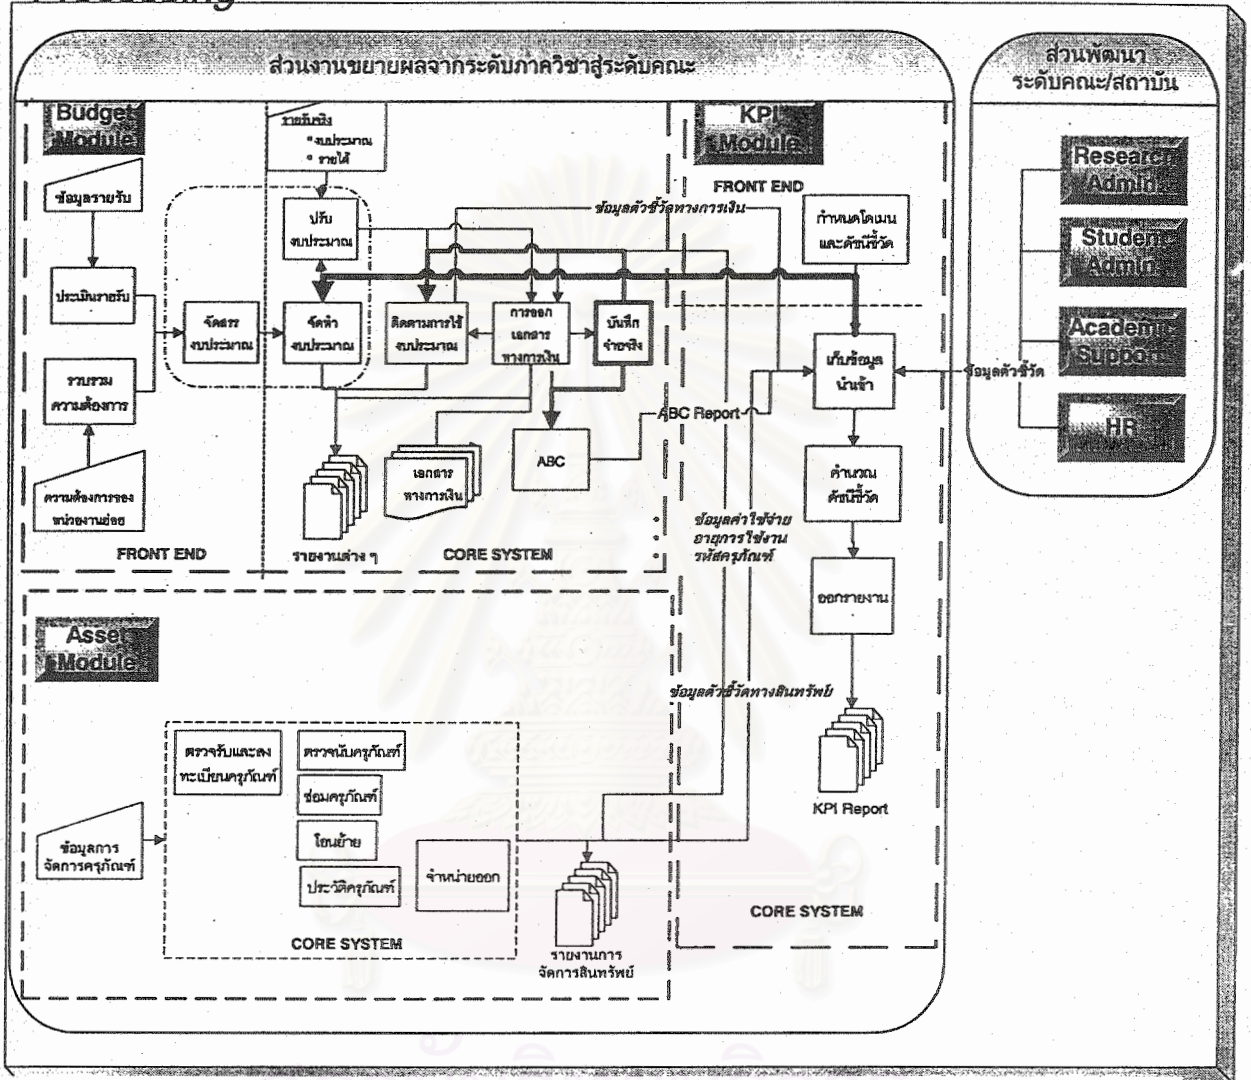 Processing
ส่วนงานขยายผลจากระดับภาควิชาสู่ระดับคณะ
ส่วนพัฒนา
ระดับคณะ/สถาบัน
Budget
Module
ข้อมูลรายรับ
ประเมินรายรับ
รวบรวม
ความต้องการ
ความต้องการของ
หน่วยงานย่อย
FRONT END
จัดสรร
งบประมาณ
รายรับจริง
งบประมาณ
รายได้
ปรับ
งบประมาณ
จัดทำ
งบประมาณ
ติดตามการใช้
งบประมาณ
การออก
เอกสาร
ทางการเงิน
บันทึก
จ่ายจริง
ABC
เอกสาร
ทางการเงิน
รายงานต่าง ๆ
CORE SYSTEM
ข้อมูลตัวชี้วัดทางการเงิน
ABC Report
ข้อมูลค่าใช้จ่าย
อายุการใช้งาน
รหัสครุภัณฑ์
ข้อมูลตัวชี้วัดทางสินทรัพย์
KPI
Module
FRONT END
กำหนดโดเมน
และดัชนีชี้วัด
เก็บข้อมูล
นำเข้า
คำนวณ
ดัชนีชี้วัด
ออกรายงาน
KPI Report
CORE SYSTEM
ข้อมูลตัวชี้วัด
Research
Admin
Student
Admin
Academic
Support
HR
Asset
Module
ข้อมูลการ
จัดการครุภัณฑ์
ตรวจรับและลง
ทะเบียนครุภัณฑ์
ตรวจนับครุภัณฑ์
ซ่อมครุภัณฑ์
โอนย้าย
ประวัติครุภัณฑ์
จำหน่ายออก
CORE SYSTEM
รายงานการ
จัดการสินทรัพย์